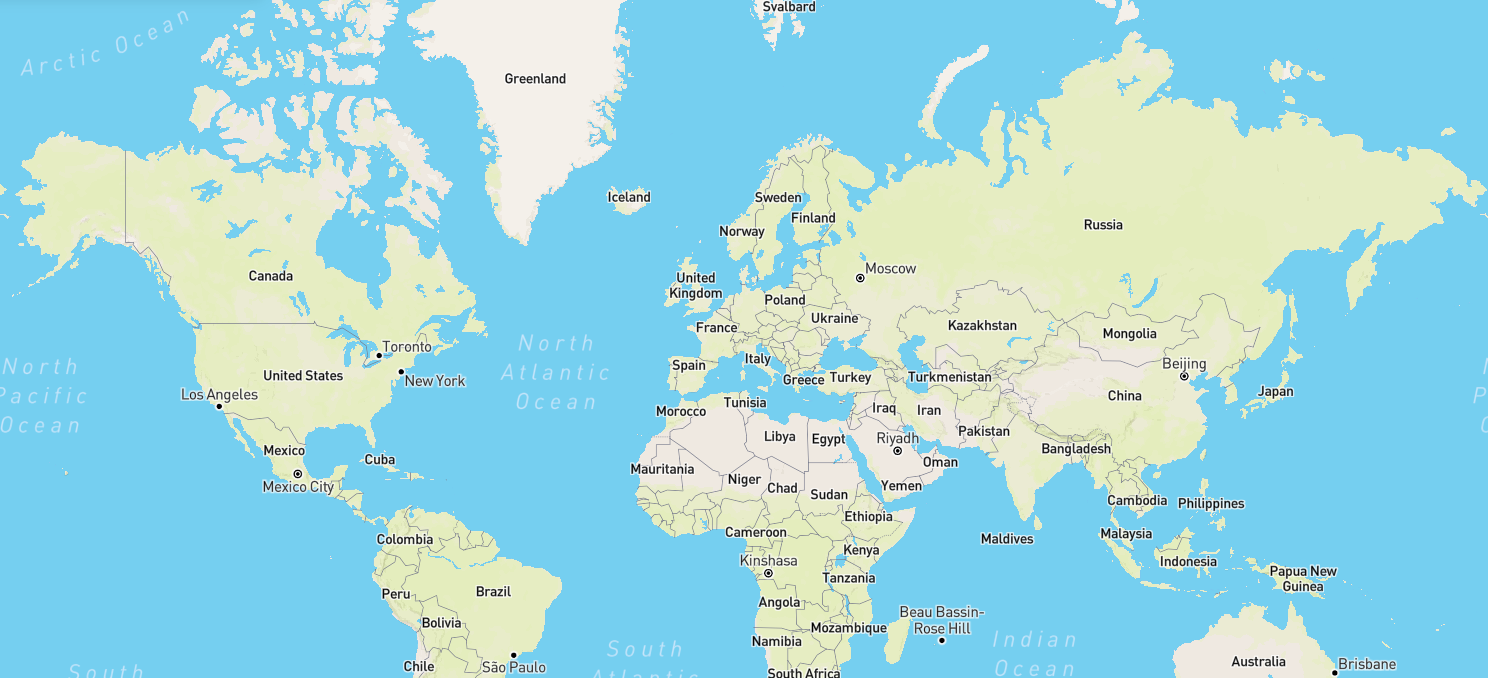 Svalbard
Arctic Ocean
Greenland
Iceland
Sweden
Finland
Norway
Russia
Moscow
Canada
United
Kingdom
Poland
Ukraine
France
Kazakhstan
Mongolia
North
Atlantic
Ocean
Toronto
Italy
Beijing
North
Pacific
Ocean
United States
New York
Spain
Greece
Turkey
Turkmenistan
China
Japan
Los Angeles
Tunisia
Morocco
Iraq
Iran
Pakistan
Libya
Egypt
Riyadh
Mexico
Cuba
Bangladesh
Oman
Mauritania
Mexico City
Niger
Chad
Sudan
Yemen
Cambodia
Philippines
Ethiopia
Colombia
Cameroon
Kenya
Maldives
Malaysia
Kinshasa
Indonesia
Papua New
Guinea
Tanzania
Peru
Brazil
Angola
Bolivia
Mozambique
Beau Bassin-
Rose Hill
Namibia
Indian
Ocean
South
Atlantic
Chile
São Paulo
South Africa
Australia
Brisbane
South